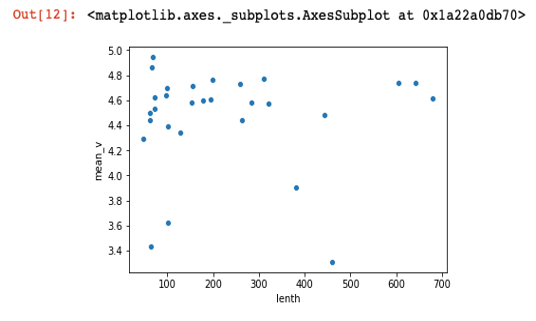 Out[12]: <matplotlib.axes._subplots.AxesSubplot at 0x1a22a0db70>
5.0
4.8
4.6
4.4
4.2
4.0
3.8
3.6
3.4
mean_v
100 200 300 400 500 600 700
lenth